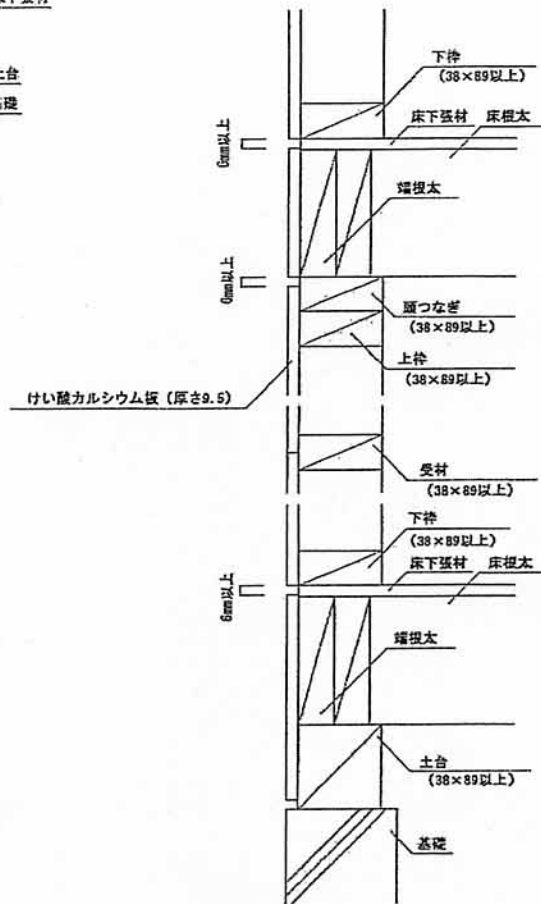 土台
基礎
下枠
(38×89以上)
床下張材
床根太
6mm以上
端根太
6mm以上
頭つなぎ
(38×89以上)
上枠
(38×89以上)
けい酸カルシウム板 (厚さ9.5)
受材
(38×89以上)
下枠
(38×89以上)
床下張材
床根太
6mm以上
端根太
土台
(38×89以上)
基礎